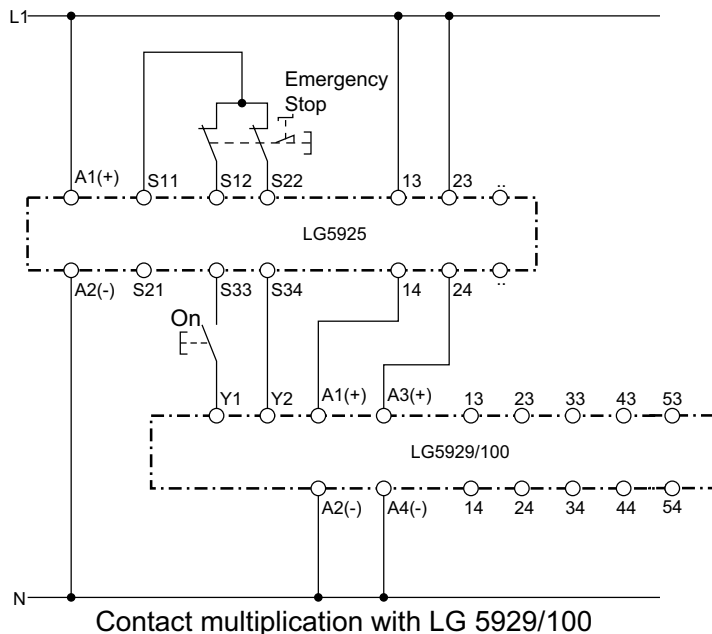 L1
Emergency
Stop
A1(+) S11 S12 S22 13 23 ..
LG5925
A2(-) S21 S33 S34 14 24 ..
On
Y1 Y2 A1(+) A3(+) 13 23 33 43 53
LG5929/100
A2(-) A4(-) 14 24 34 44 54
N
Contact multiplication with LG 5929/100